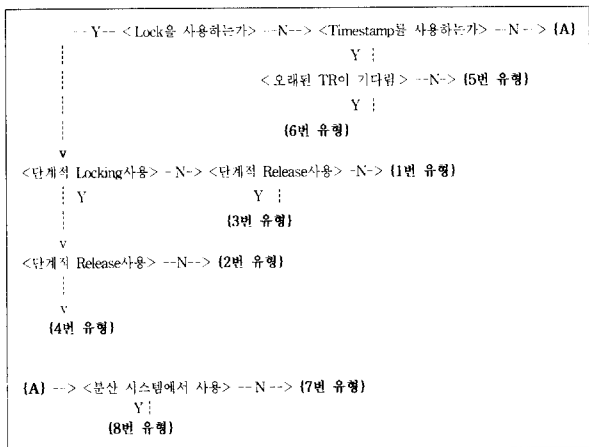 -- Y-- <Lock을 사용하는가> --N--> <Timestamp를 사용하는가> --N--> {A}
Y
<오래된 TR이 기다림> --N-> {5번 유형}
Y
{6번 유형}
v
<단계적 Locking사용> -N-> <단계적 Release사용> -N-> {1번 유형}
Y Y
{3번 유형}
v
<단계적 Release사용> --N--> {2번 유형}
v
{4번 유형}
{A} --> <분산 시스템에서 사용> --N--> {7번 유형}
Y
{8번 유형}